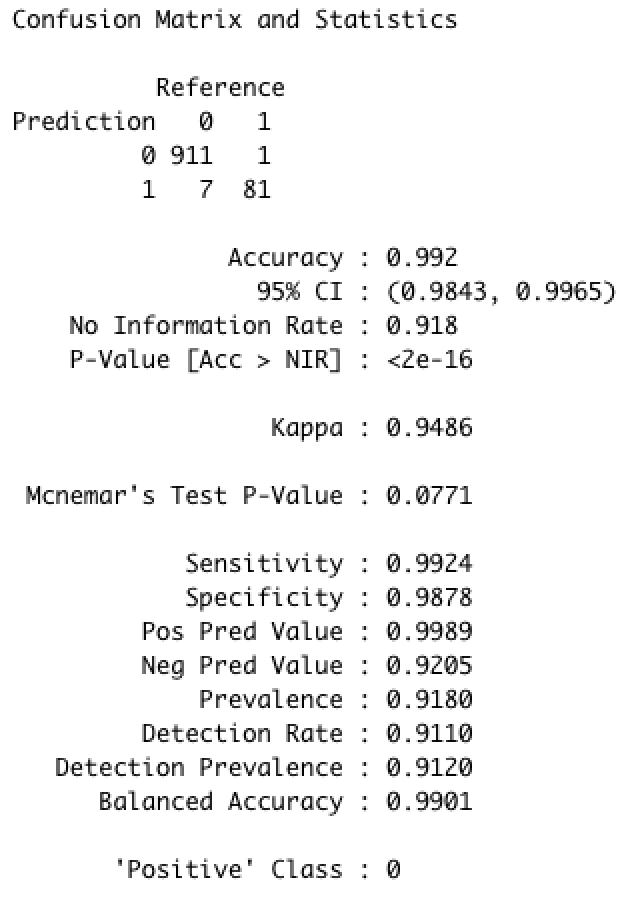 Confusion Matrix and Statistics
Reference
Prediction 0 1
0 911 1
1 7 81
Accuracy : 0.992
95% CI : (0.9843, 0.9965)
No Information Rate : 0.918
P-Value [Acc > NIR] : <2e-16
Kappa : 0.9486
Mcnemar's Test P-Value : 0.0771
Sensitivity : 0.9924
Specificity : 0.9878
Pos Pred Value : 0.9989
Neg Pred Value : 0.9205
Prevalence : 0.9180
Detection Rate : 0.9110
Detection Prevalence : 0.9120
Balanced Accuracy : 0.9901
'Positive' Class : 0